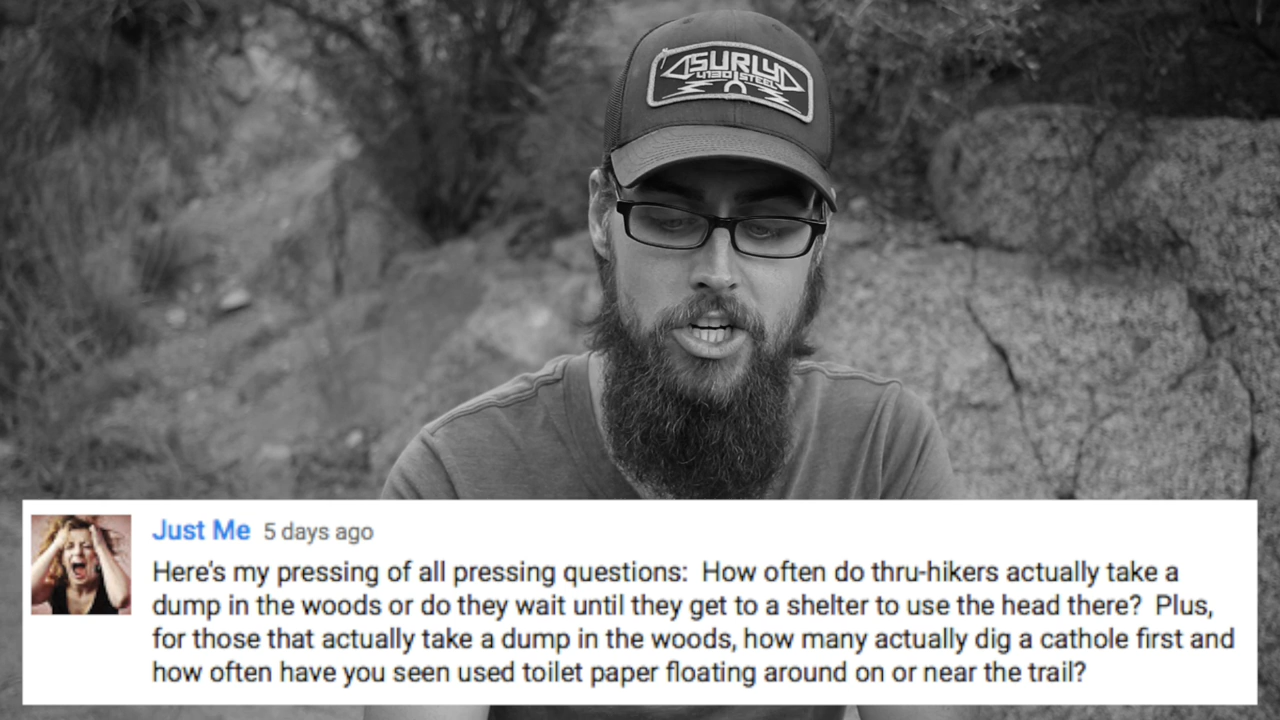 SURLY
4130 STEEL
Just Me 5 days ago
Here's my pressing of all pressing questions:  How often do thru-hikers actually take a
dump in the woods or do they wait until they get to a shelter to use the head there?  Plus,
for those that actually take a dump in the woods, how many actually dig a cathole first and
how often have you seen used toilet paper floating around on or near the trail?